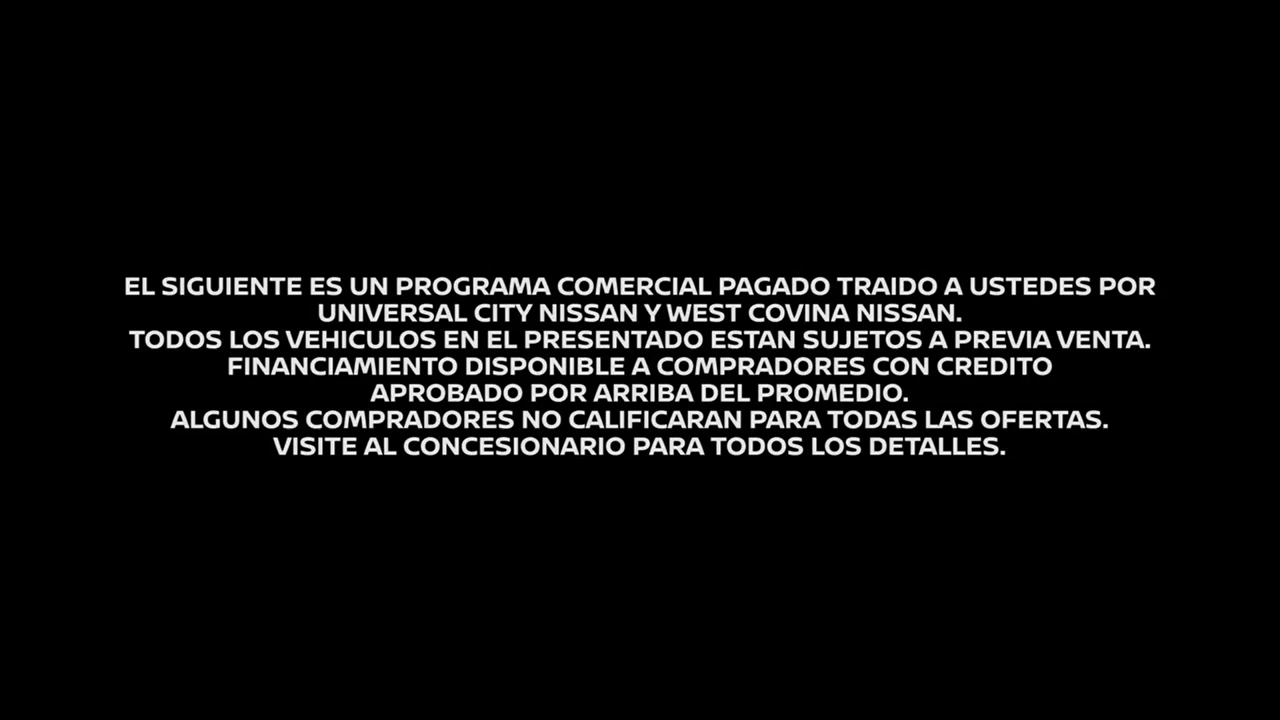 EL SIGUIENTE ES UN PROGRAMA COMERCIAL PAGADO TRAIDO A USTEDES POR
UNIVERSAL CITY NISSAN Y WEST COVINA NISSAN.
TODOS LOS VEHICULOS EN EL PRESENTADO ESTAN SUJETOS A PREVIA VENTA.
FINANCIAMIENTO DISPONIBLE A COMPRADORES CON CREDITO
APROBADO POR ARRIBA DEL PROMEDIO.
ALGUNOS COMPRADORES NO CALIFICARAN PARA TODAS LAS OFERTAS.
VISITE AL CONCESIONARIO PARA TODOS LOS DETALLES.